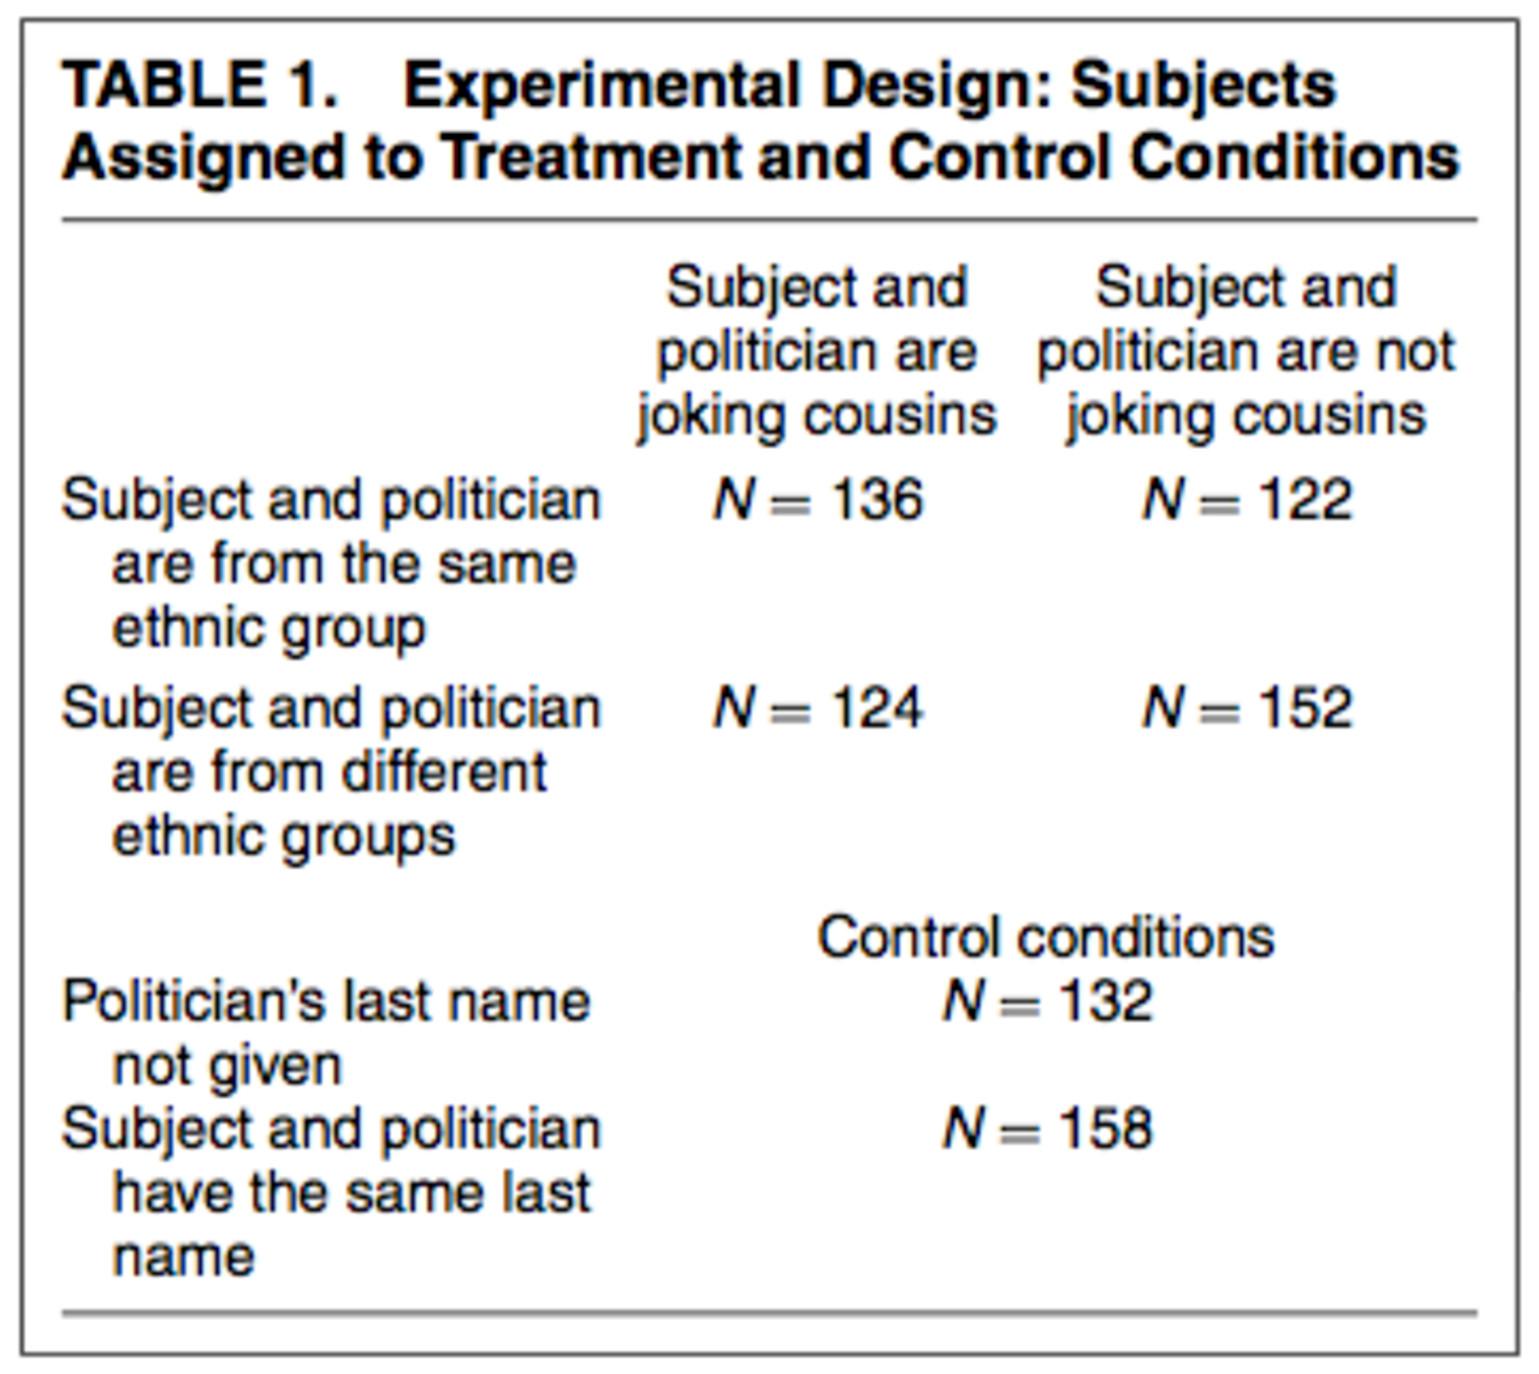 TABLE 1. Experimental Design: Subjects
Assigned to Treatment and Control Conditions
Subject and politician are joking cousins
Subject and politician are not joking cousins
Subject and politician N = 136 N = 122
are from the same
ethnic group
Subject and politician N = 124 N = 152
are from different
ethnic groups
Control conditions
Politician's last name N = 132
not given
Subject and politician N = 158
have the same last
name